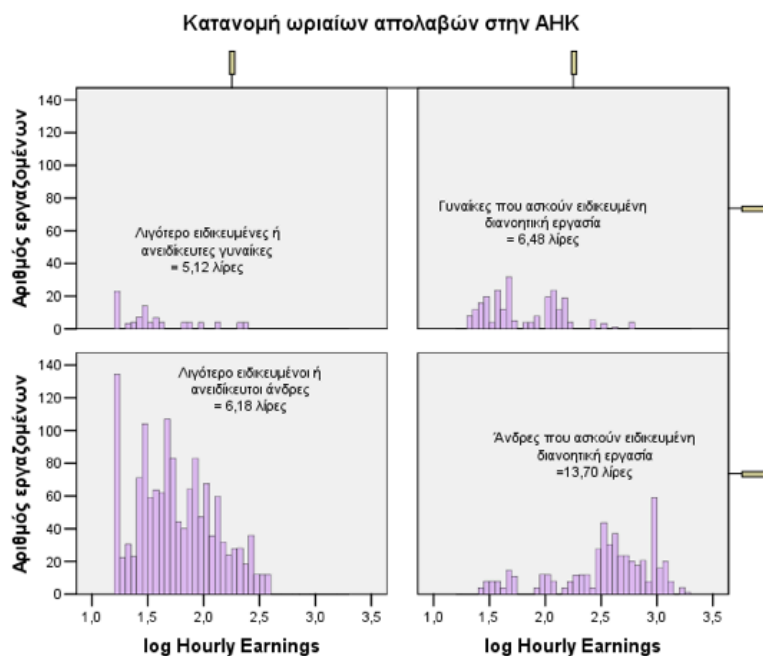 Κατανομή ωριαίων απολαβών στην ΑΗΚ
Αριθμός εργαζομένων
140
120
100
80
60
40
20
0
Λιγότερο ειδικευμένες ή
ανειδίκευτες γυναίκες
= 5,12 λίρες
Γυναίκες που ασκούν ειδικευμένη
διανοητική εργασία
= 6,48 λίρες
Αριθμός εργαζομένων
140
120
100
80
60
40
20
0
Λιγότερο ειδικευμένοι ή
ανειδίκευτοι άνδρες
= 6,18 λίρες
Άνδρες που ασκούν ειδικευμένη
διανοητική εργασία
=13,70 λίρες
1,0 1,5 2,0 2,5 3,0 3,5
1,0 1,5 2,0 2,5 3,0 3,5
log Hourly Earnings
log Hourly Earnings